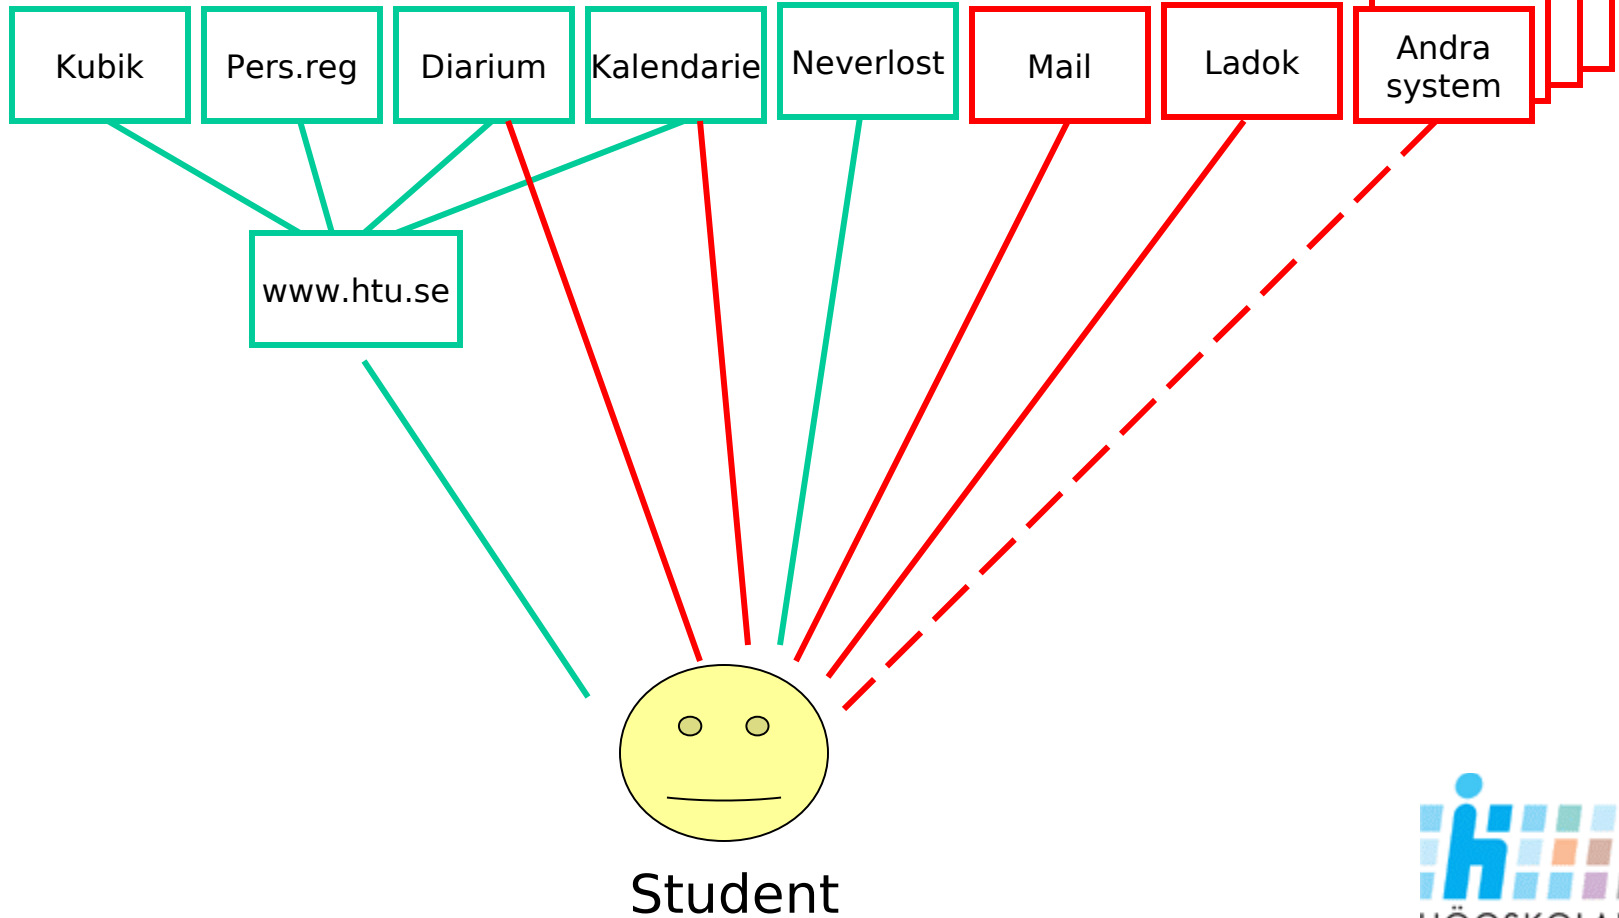 Kubik
Pers.reg
Diarium
Kalendarie
Neverlost
Mail
Ladok
Andra
system
www.htu.se
Student